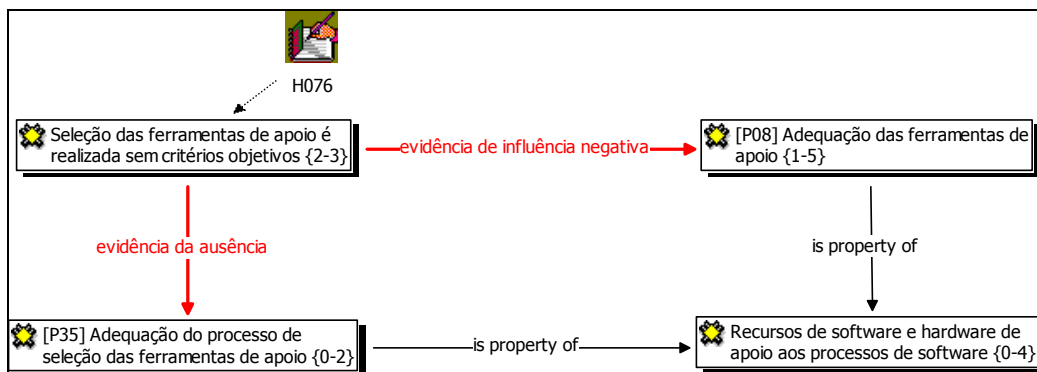 H076
Seleção das ferramentas de apoio é
realizada sem critérios objetivos {2-3}
evidência de influência negativa
[P08] Adequação das ferramentas de
apoio {1-5}
evidência da ausência
is property of
[P35] Adequação do processo de
seleção das ferramentas de apoio {0-2}
is property of
Recursos de software e hardware de
apoio aos processos de software {0-4}